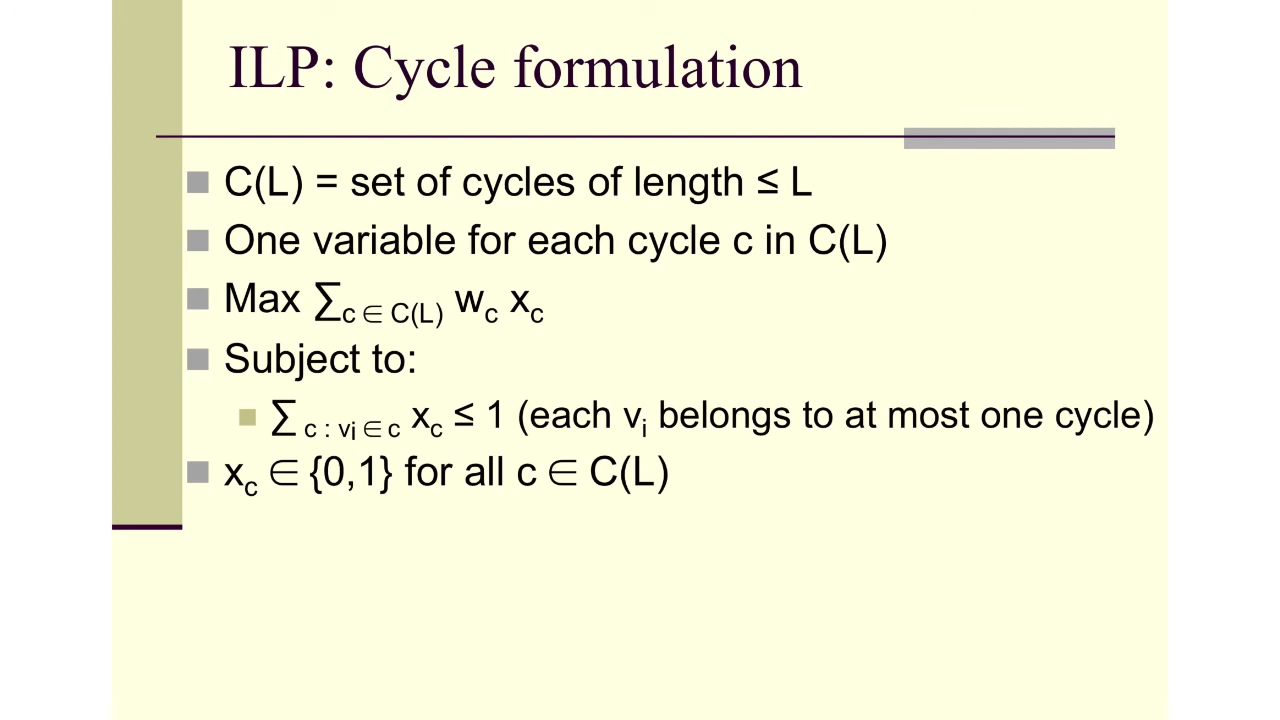 ILP: Cycle formulation
C(L) = set of cycles of length ≤ L
One variable for each cycle c in C(L)
Max ∑c ∈ C(L) wc xc
Subject to:
∑ c : vi ∈ c xc ≤ 1 (each vi belongs to at most one cycle)
xc ∈ {0,1} for all c ∈ C(L)